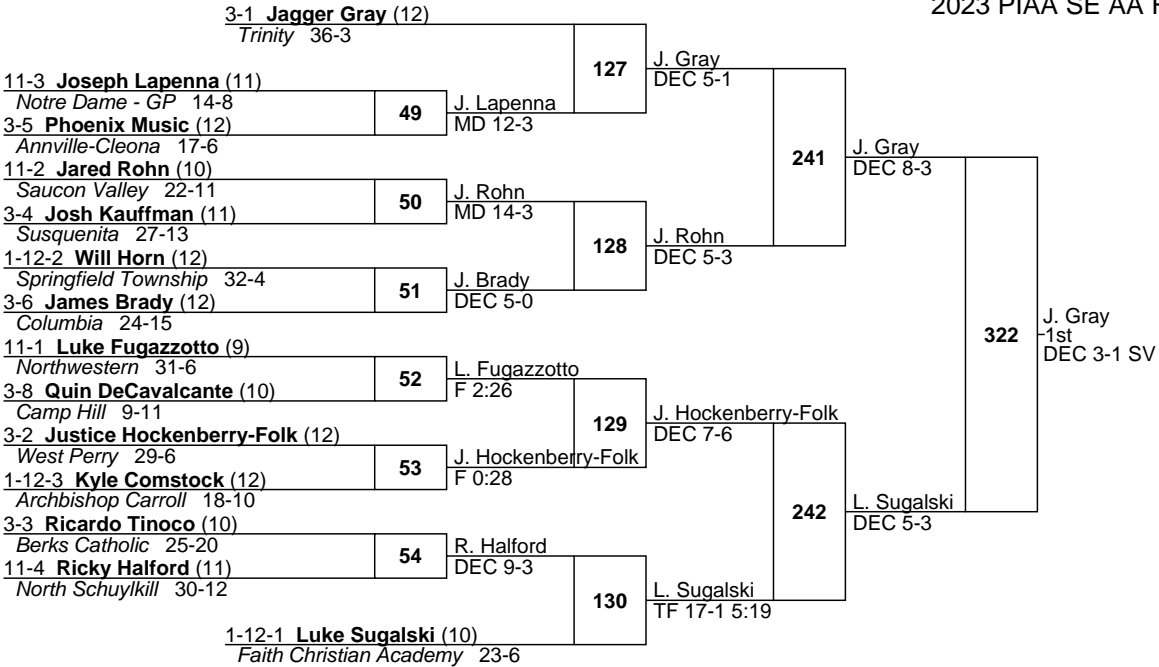 2023 PIAA SE AA
3-1 Jagger Gray (12)
Trinity 36-3
11-3 Joseph Lapenna (11)
Notre Dame - GP 14-8
3-5 Phoenix Music (12)
Annville-Cleona 17-6
11-2 Jared Rohn (10)
Saucon Valley 22-11
3-4 Josh Kauffman (11)
Susquenita 27-13
1-12-2 Will Horn (12)
Springfield Township 32-4
3-6 James Brady (12)
Columbia 24-15
11-1 Luke Fugazzotto (9)
Northwestern 31-6
3-8 Quin DeCavalcante (10)
Camp Hill 9-11
3-2 Justice Hockenberry-Folk (12)
West Perry 29-6
1-12-3 Kyle Comstock (12)
Archbishop Carroll 18-10
3-3 Ricardo Tinoco (10)
Berks Catholic 25-20
11-4 Ricky Halford (11)
North Schuylkill 30-12
1-12-1 Luke Sugalski (10)
Faith Christian Academy 23-6
49
J. Lapenna
MD 12-3
50
J. Rohn
MD 14-3
51
J. Brady
DEC 5-0
52
L. Fugazzotto
F 2:26
53
J. Hockenberry-Folk
F 0:28
54
R. Halford
DEC 9-3
127
J. Gray
DEC 5-1
128
J. Rohn
DEC 5-3
129
J. Hockenberry-Folk
DEC 7-6
130
L. Sugalski
TF 17-1 5:19
241
J. Gray
DEC 8-3
242
L. Sugalski
DEC 5-3
322
J. Gray
1st
DEC 3-1 SV